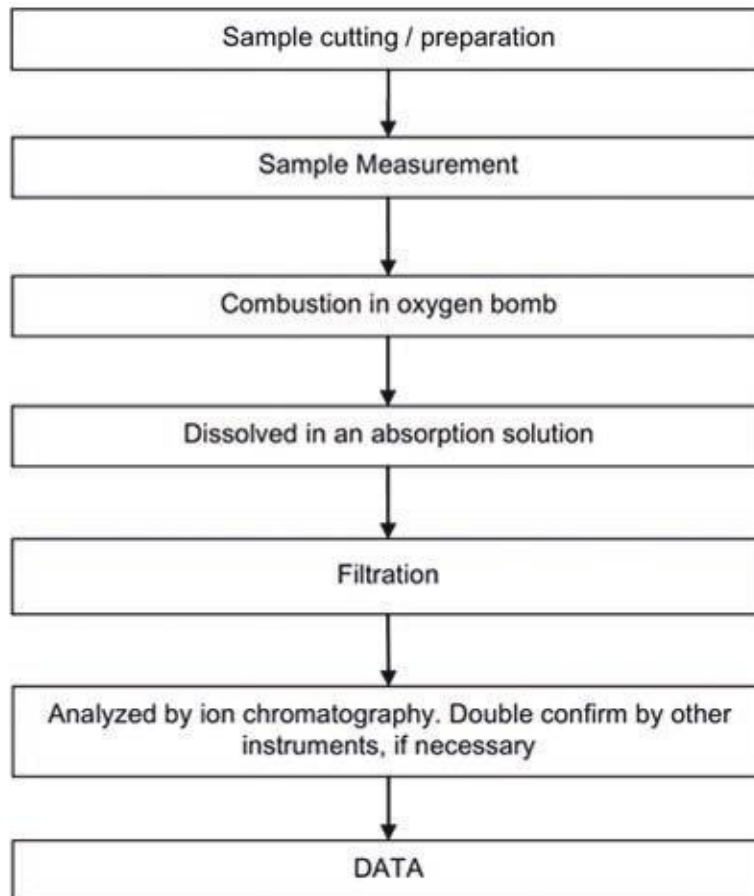 Sample cutting / preparation
Sample Measurement
Combustion in oxygen bomb
Dissolved in an absorption solution
Filtration
Analyzed by ion chromatography. Double confirm by other
instruments, if necessary
DATA